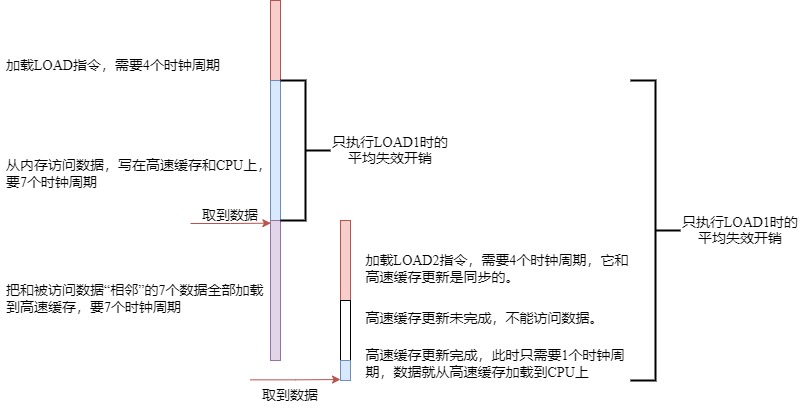 加载LOAD指令，需要4个时钟周期
只执行LOAD1时的
平均失效开销
从内存访问数据，写在高速缓存和CPU上，
要7个时钟周期
取到数据
只执行LOAD1时的
平均失效开销
加载LOAD2指令，需要4个时钟周期，它和
高速缓存更新是同步的。
把和被访问数据“相邻”的7个数据全部加载
到高速缓存，要7个时钟周期
高速缓存更新未完成，不能访问数据。
高速缓存更新完成，此时只需要1个时钟周
期，数据就从高速缓存加载到CPU上
取到数据